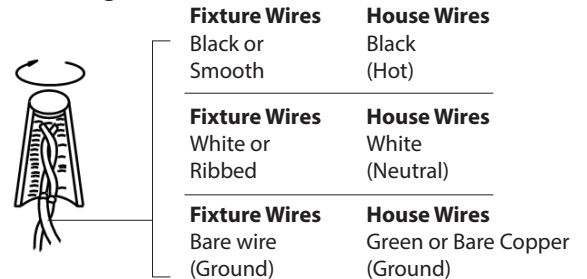 Fixture Wires House Wires
Black or Black
Smooth (Hot)
Fixture Wires House Wires
White or White
Ribbed (Neutral)
Fixture Wires House Wires
Bare wire Green or Bare Copper
(Ground) (Ground)